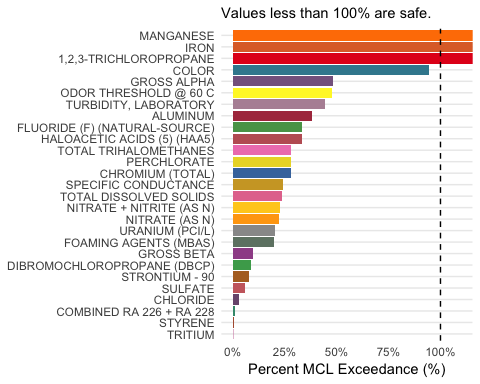 Values less than 100% are safe.
MANGANESE
IRON
1,2,3-TRICHLOROPROPANE
COLOR
GROSS ALPHA
ODOR THRESHOLD @ 60 C
TURBIDITY, LABORATORY
ALUMINUM
FLUORIDE (F) (NATURAL-SOURCE)
HALOACETIC ACIDS (5) (HAA5)
TOTAL TRIHALOMETHANES
PERCHLORATE
CHROMIUM (TOTAL)
SPECIFIC CONDUCTANCE
TOTAL DISSOLVED SOLIDS
NITRATE + NITRITE (AS N)
NITRATE (AS N)
URANIUM (PCI/L)
FOAMING AGENTS (MBAS)
GROSS BETA
DIBROMOCHLOROPROPANE (DBCP)
STRONTIUM - 90
SULFATE
CHLORIDE
COMBINED RA 226 + RA 228
STYRENE
TRITIUM
0% 25% 50% 75% 100%
Percent MCL Exceedance (%)